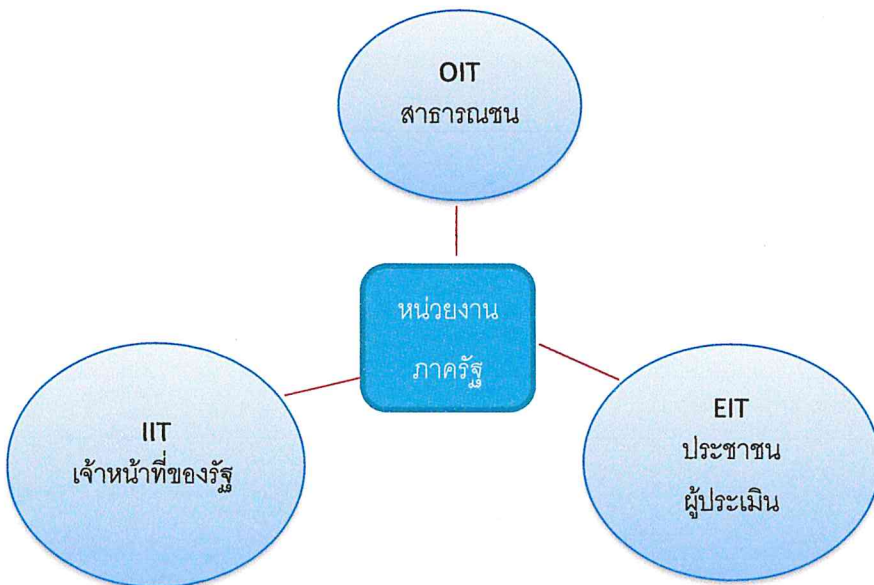 OIT
สาธารณชน
หน่วยงาน
ภาครัฐ
IIT
เจ้าหน้าที่ของรัฐ
EIT
ประชาชน
ผู้ประเมิน